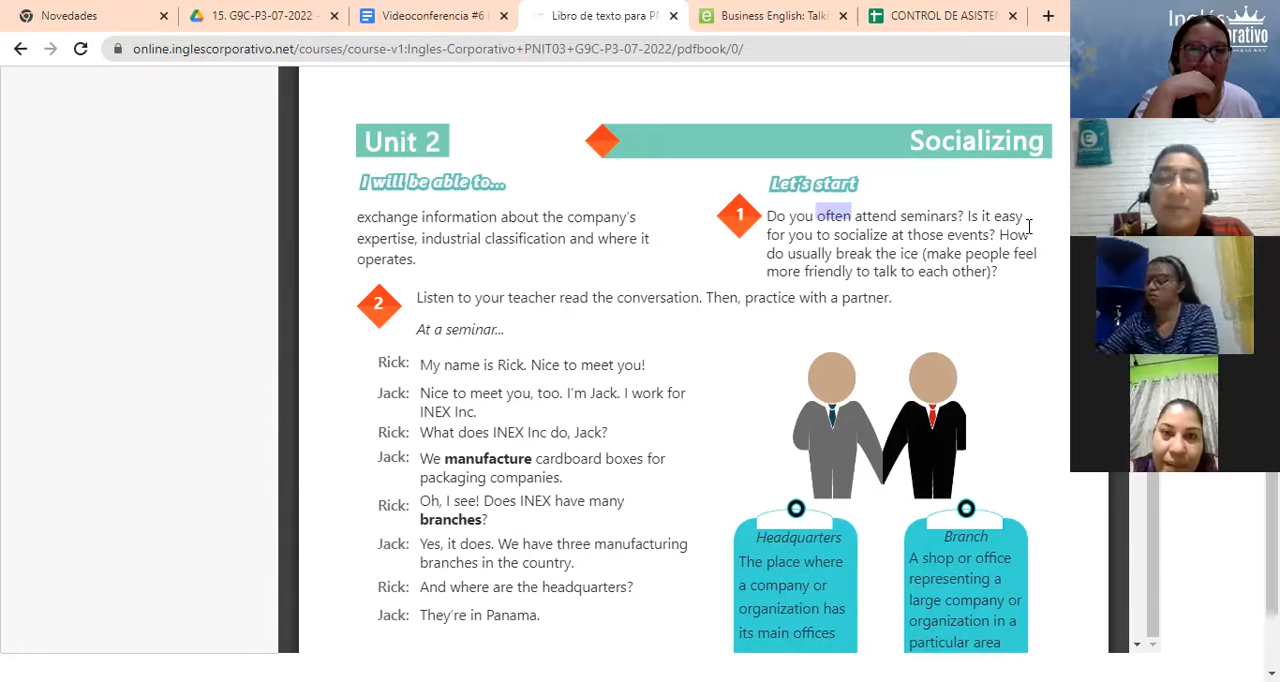 Novedades
15. G9C-P3-07-2022 -
Videoconferencia #6
Libro de texto para PN
Business English: Talk
CONTROL DE ASISTE
online.inglescorporativo.net/courses/course-v1:Ingles-Corporativo+PNIT03+G9C-P3-07-2022/pdfbook/0/
Unit 2
Socializing
I will be able to...
exchange information about the company's
expertise, industrial classification and where it
operates.
Let's start
1
Do you often attend seminars? Is it easy
for you to socialize at those events? How
do usually break the ice (make people feel
more friendly to talk to each other)?
2
Listen to your teacher read the conversation. Then, practice with a partner.
At a seminar...
Rick: My name is Rick. Nice to meet you!
Jack: Nice to meet you, too. I'm Jack. I work for
INEX Inc.
Rick: What does INEX Inc do, Jack?
Jack: We manufacture cardboard boxes for
packaging companies.
Rick: Oh, I see! Does INEX have many
branches?
Jack: Yes, it does. We have three manufacturing
branches in the country.
Rick: And where are the headquarters?
Jack: They're in Panama.
Headquarters
The place where
a company or
organization has
its main offices
Branch
A shop or office
representing a
large company or
organization in a
particular area